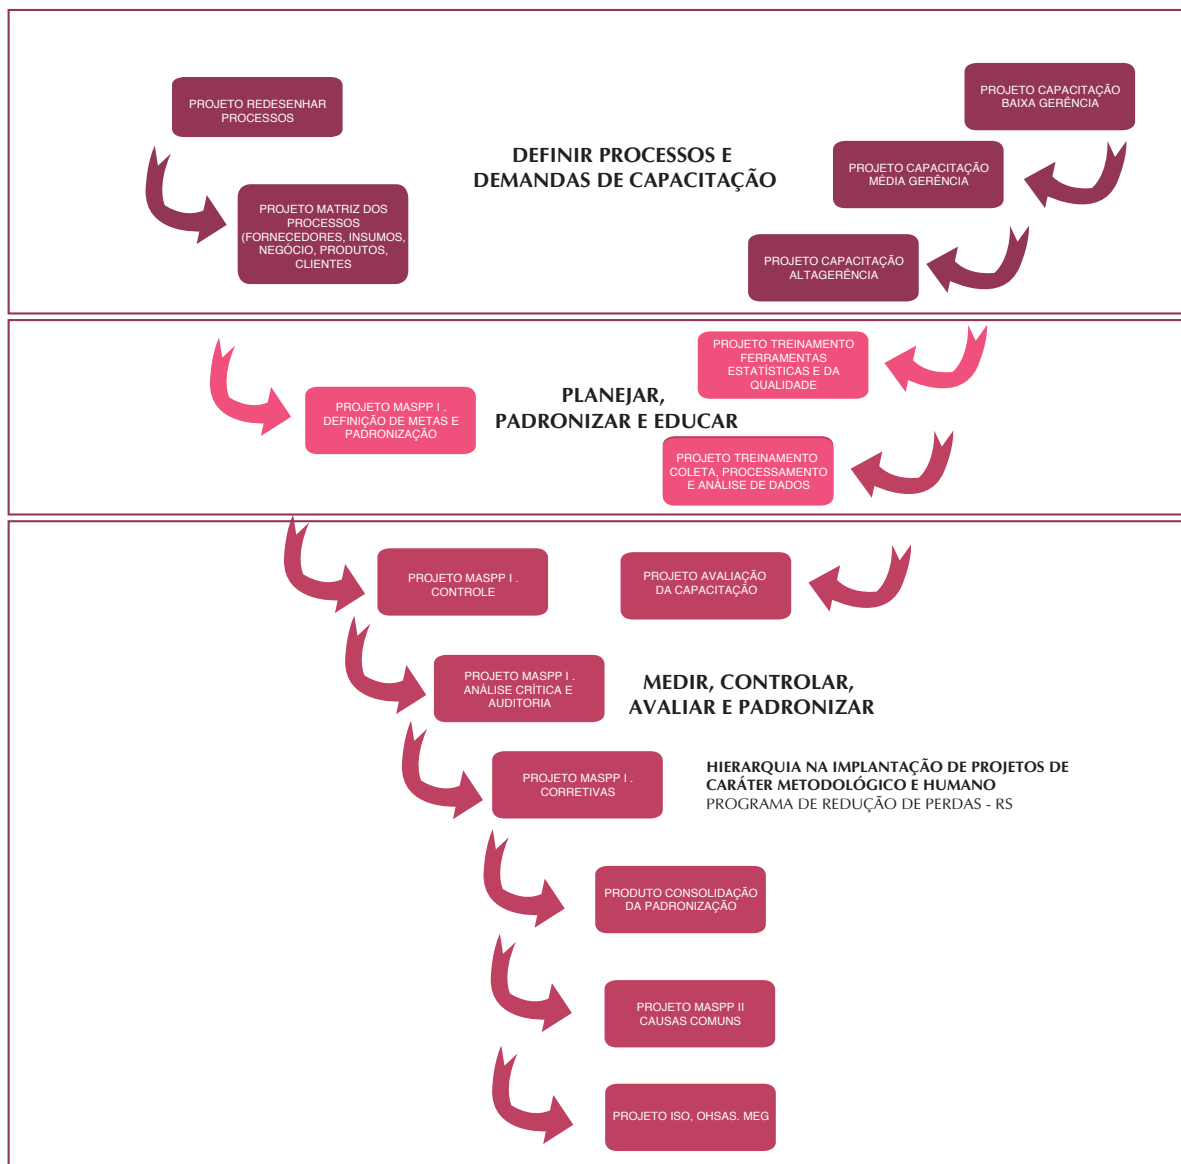 PROJETO REDESENHAR
PROCESSOS
PROJETO MATRIZ DOS
PROCESSOS
(FORNECEDORES, INSUMOS,
NEGÓCIO, PRODUTOS,
CLIENTES
DEFINIR PROCESSOS E
DEMANDAS DE CAPACITAÇÃO
PROJETO CAPACITAÇÃO
BAIXA GERÊNCIA
PROJETO CAPACITAÇÃO
MÉDIA GERÊNCIA
PROJETO CAPACITAÇÃO
ALTAGERÊNCIA
PROJETO MASPP I .
DEFINIÇÃO DE METAS E
PADRONIZAÇÃO
PLANEJAR,
PADRONIZAR E EDUCAR
PROJETO TREINAMENTO
FERRAMENTAS
ESTATÍSTICAS E DA
QUALIDADE
PROJETO TREINAMENTO
COLETA, PROCESSAMENTO
E ANÁLISE DE DADOS
PROJETO MASPP I .
CONTROLE
PROJETO AVALIAÇÃO
DA CAPACITAÇÃO
PROJETO MASPP I .
ANÁLISE CRÍTICA E
AUDITORIA
MEDIR, CONTROLAR,
AVALIAR E PADRONIZAR
PROJETO MASPP I .
CORRETIVAS
HIERARQUIA NA IMPLANTAÇÃO DE PROJETOS DE
CARÁTER METODOLÓGICO E HUMANO
PROGRAMA DE REDUÇÃO DE PERDAS - RS
PRODUTO CONSOLIDAÇÃO
DA PADRONIZAÇÃO
PROJETO MASPP II
CAUSAS COMUNS
PROJETO ISO, OHSAS. MEG